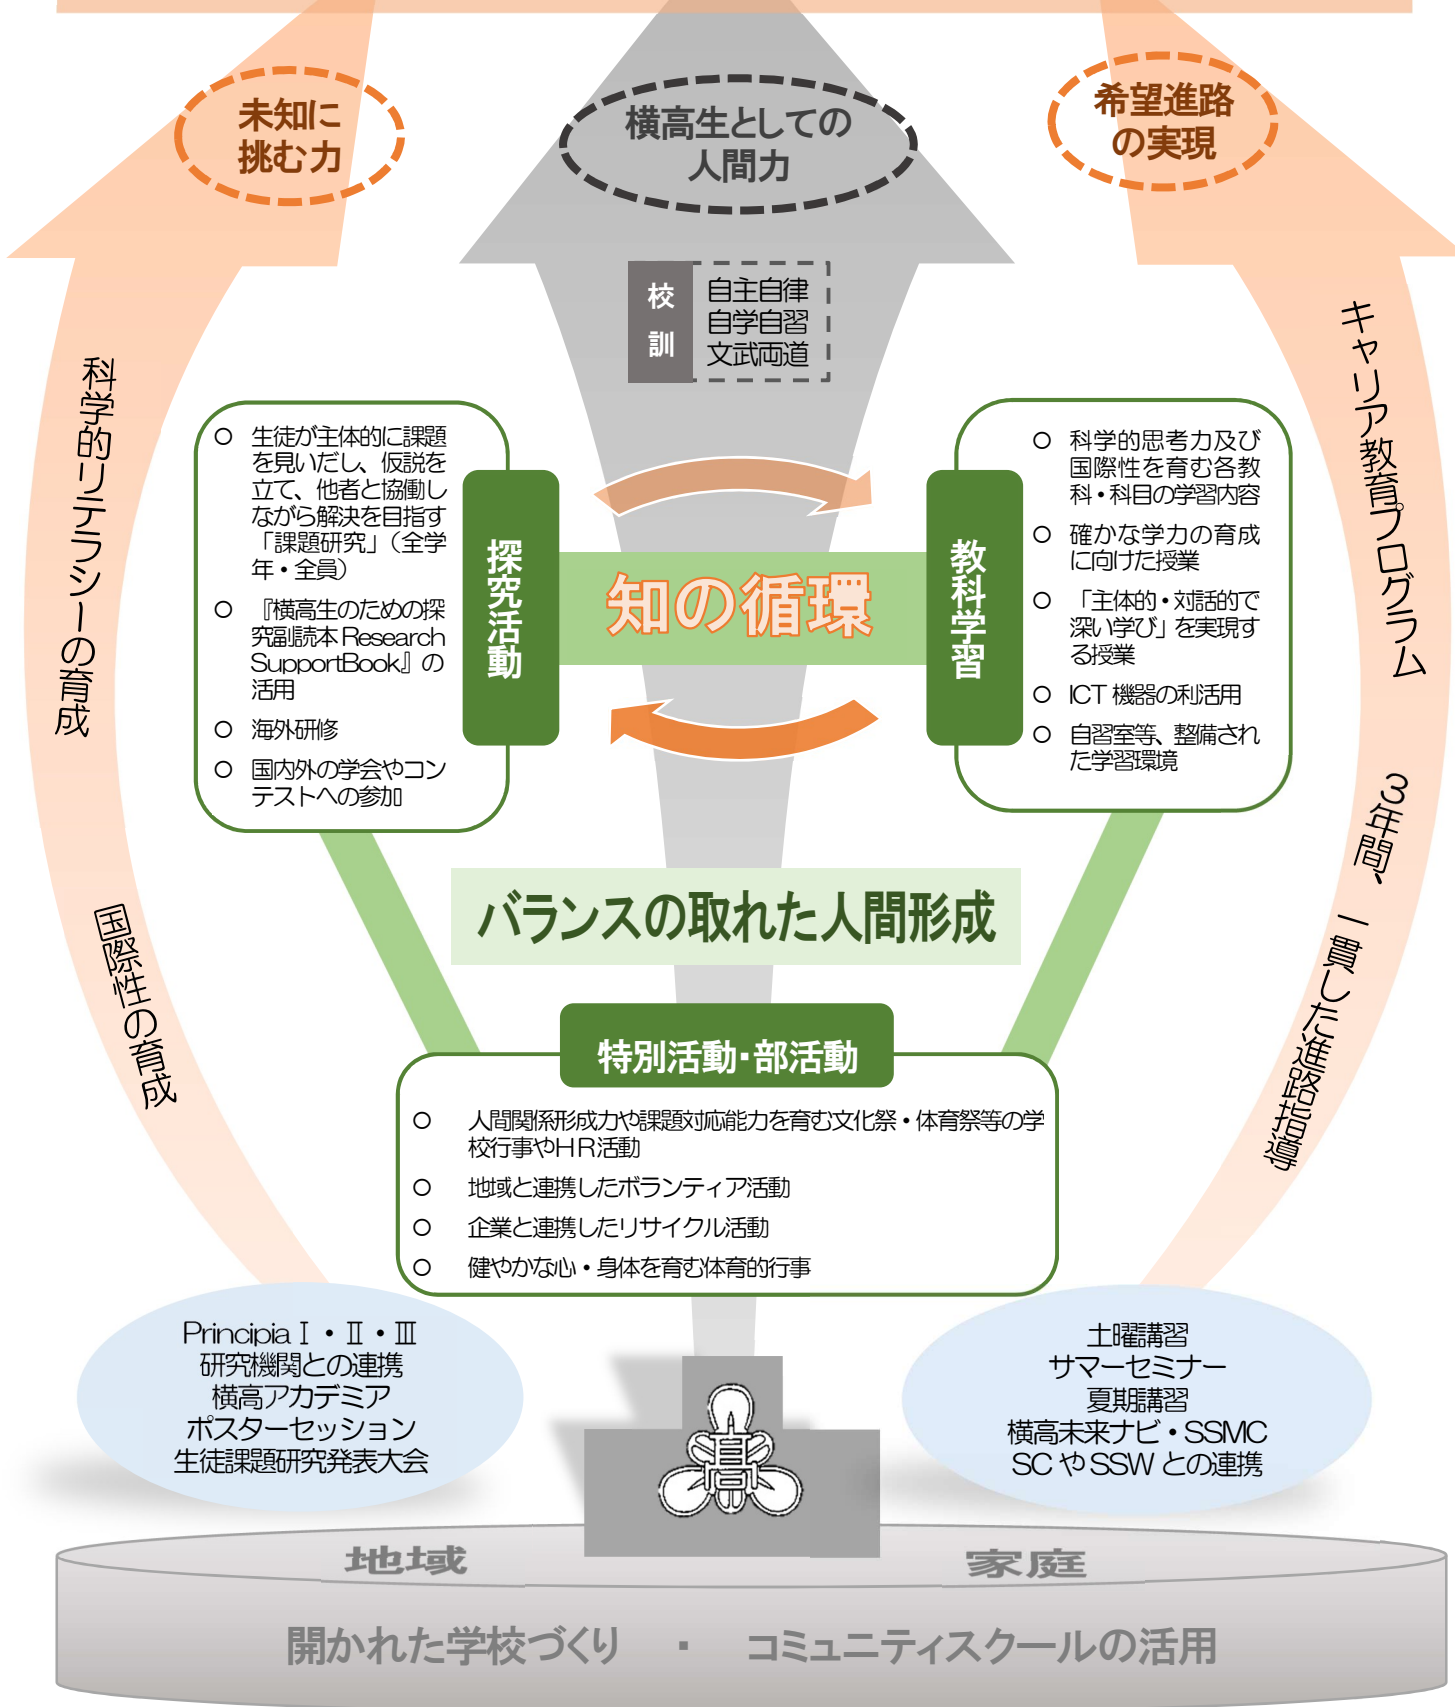 未知に
挑む力
横高生としての
人間力
希望進路
の実現
校訓
自主自律
自学自習
文武両道
科学的リテラシーの育成
国際性の育成
キャリア教育プログラム
３年間、一貫した進路指導
○ 生徒が主体的に課題
を見いだし、仮説を
立て、他者と協働し
ながら解決を目指す
「課題研究」（全学
年・全員）
○ 『横高生のための探
究副読本 Research
SupportBook』の
活用
○ 海外研修
○ 国内外の学会やコン
テストへの参加
探究活動
知の循環
教科学習
○ 科学的思考力及び
国際性を育む各教
科・科目の学習内容
○ 確かな学力の育成
に向けた授業
○ 「主体的・対話的で
深い学び」を実現す
る授業
○ ICT 機器の利活用
○ 自習室等、整備され
た学習環境
バランスの取れた人間形成
特別活動・部活動
○ 人間関係形成力や課題対応能力を育む文化祭・体育祭等の学
校行事やＨＲ活動
○ 地域と連携したボランティア活動
○ 企業と連携したリサイクル活動
○ 健やかな心・身体を育む体育的行事
Principia Ⅰ・Ⅱ・Ⅲ
研究機関との連携
横高アカデミア
ポスターセッション
生徒課題研究発表大会
土曜講習
サマーセミナー
夏期講習
横高未来ナビ・SSMC
SC や SSW との連携
高
地域
家庭
開かれた学校づくり ・ コミュニティスクールの活用